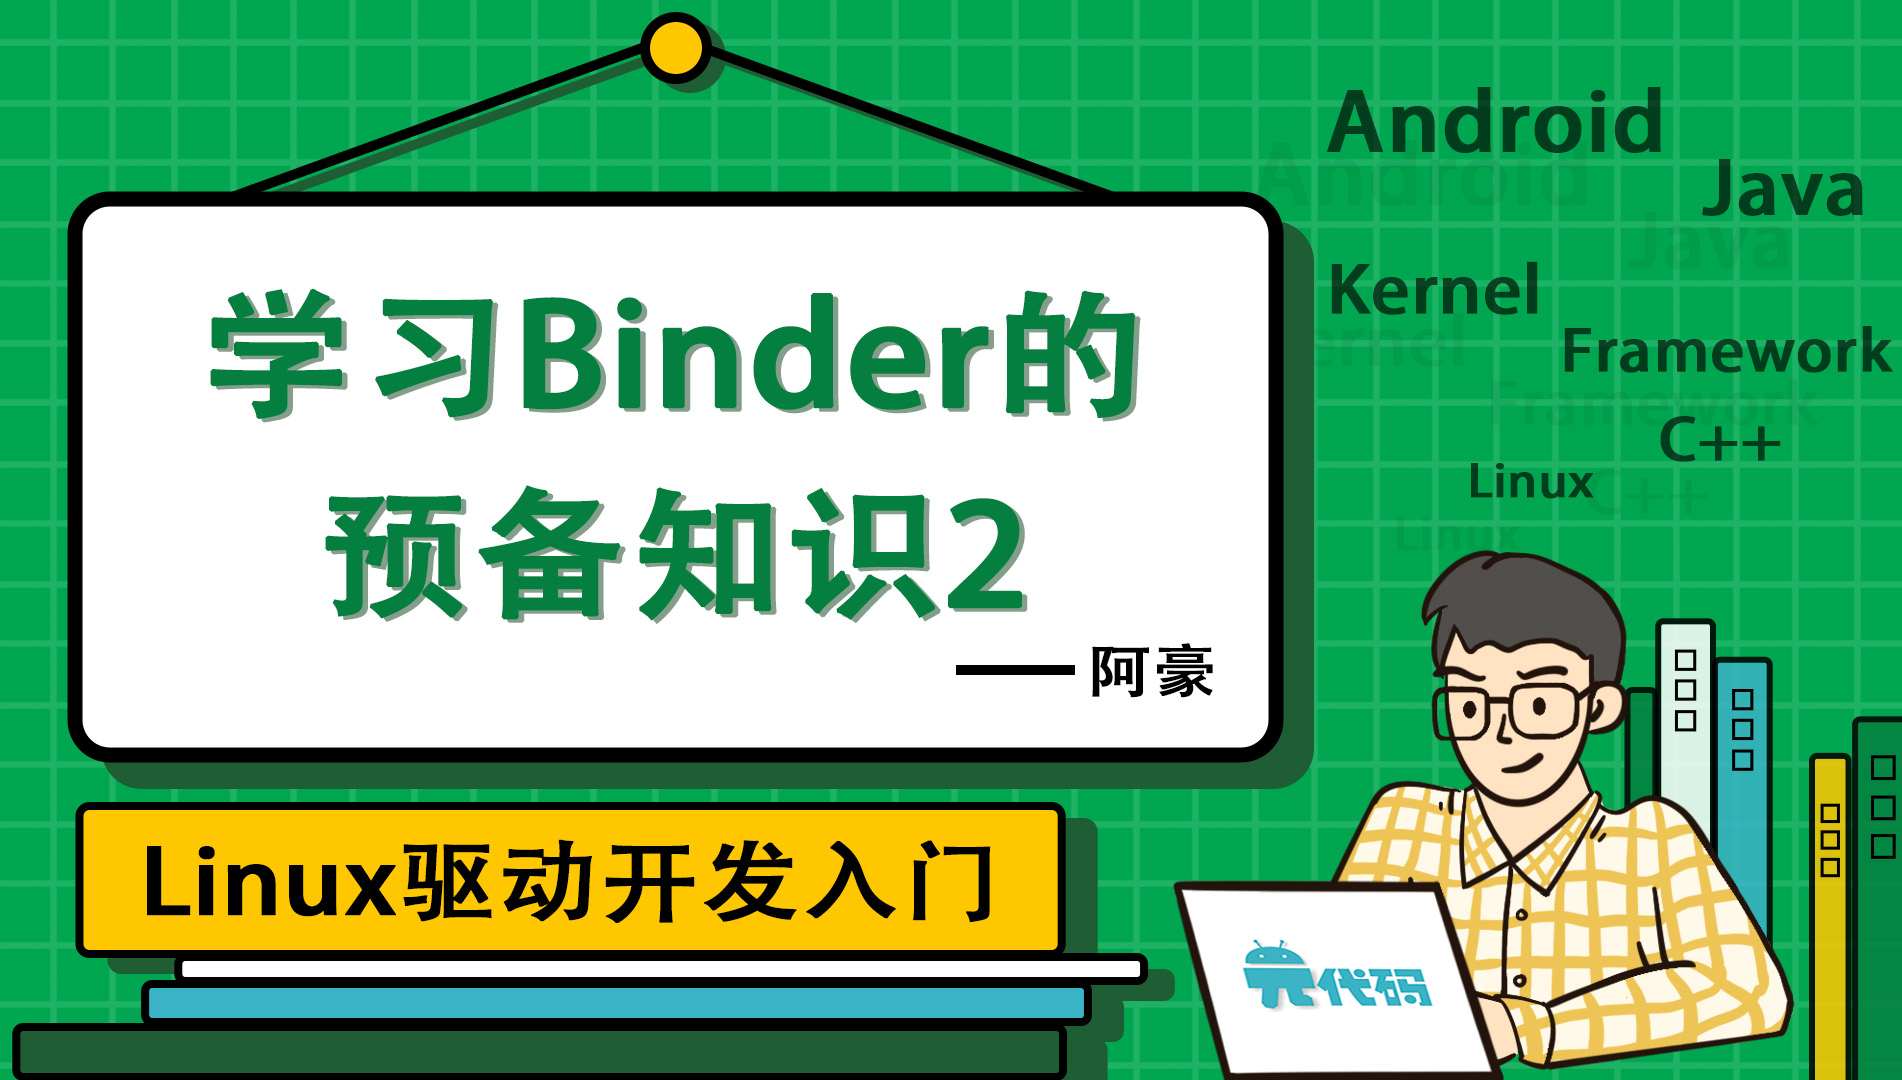 学习Binder的
预备知识2
——阿豪
Linux驱动开发入门
Android
Java
Kernel
Framework
C++
Linux
元代码